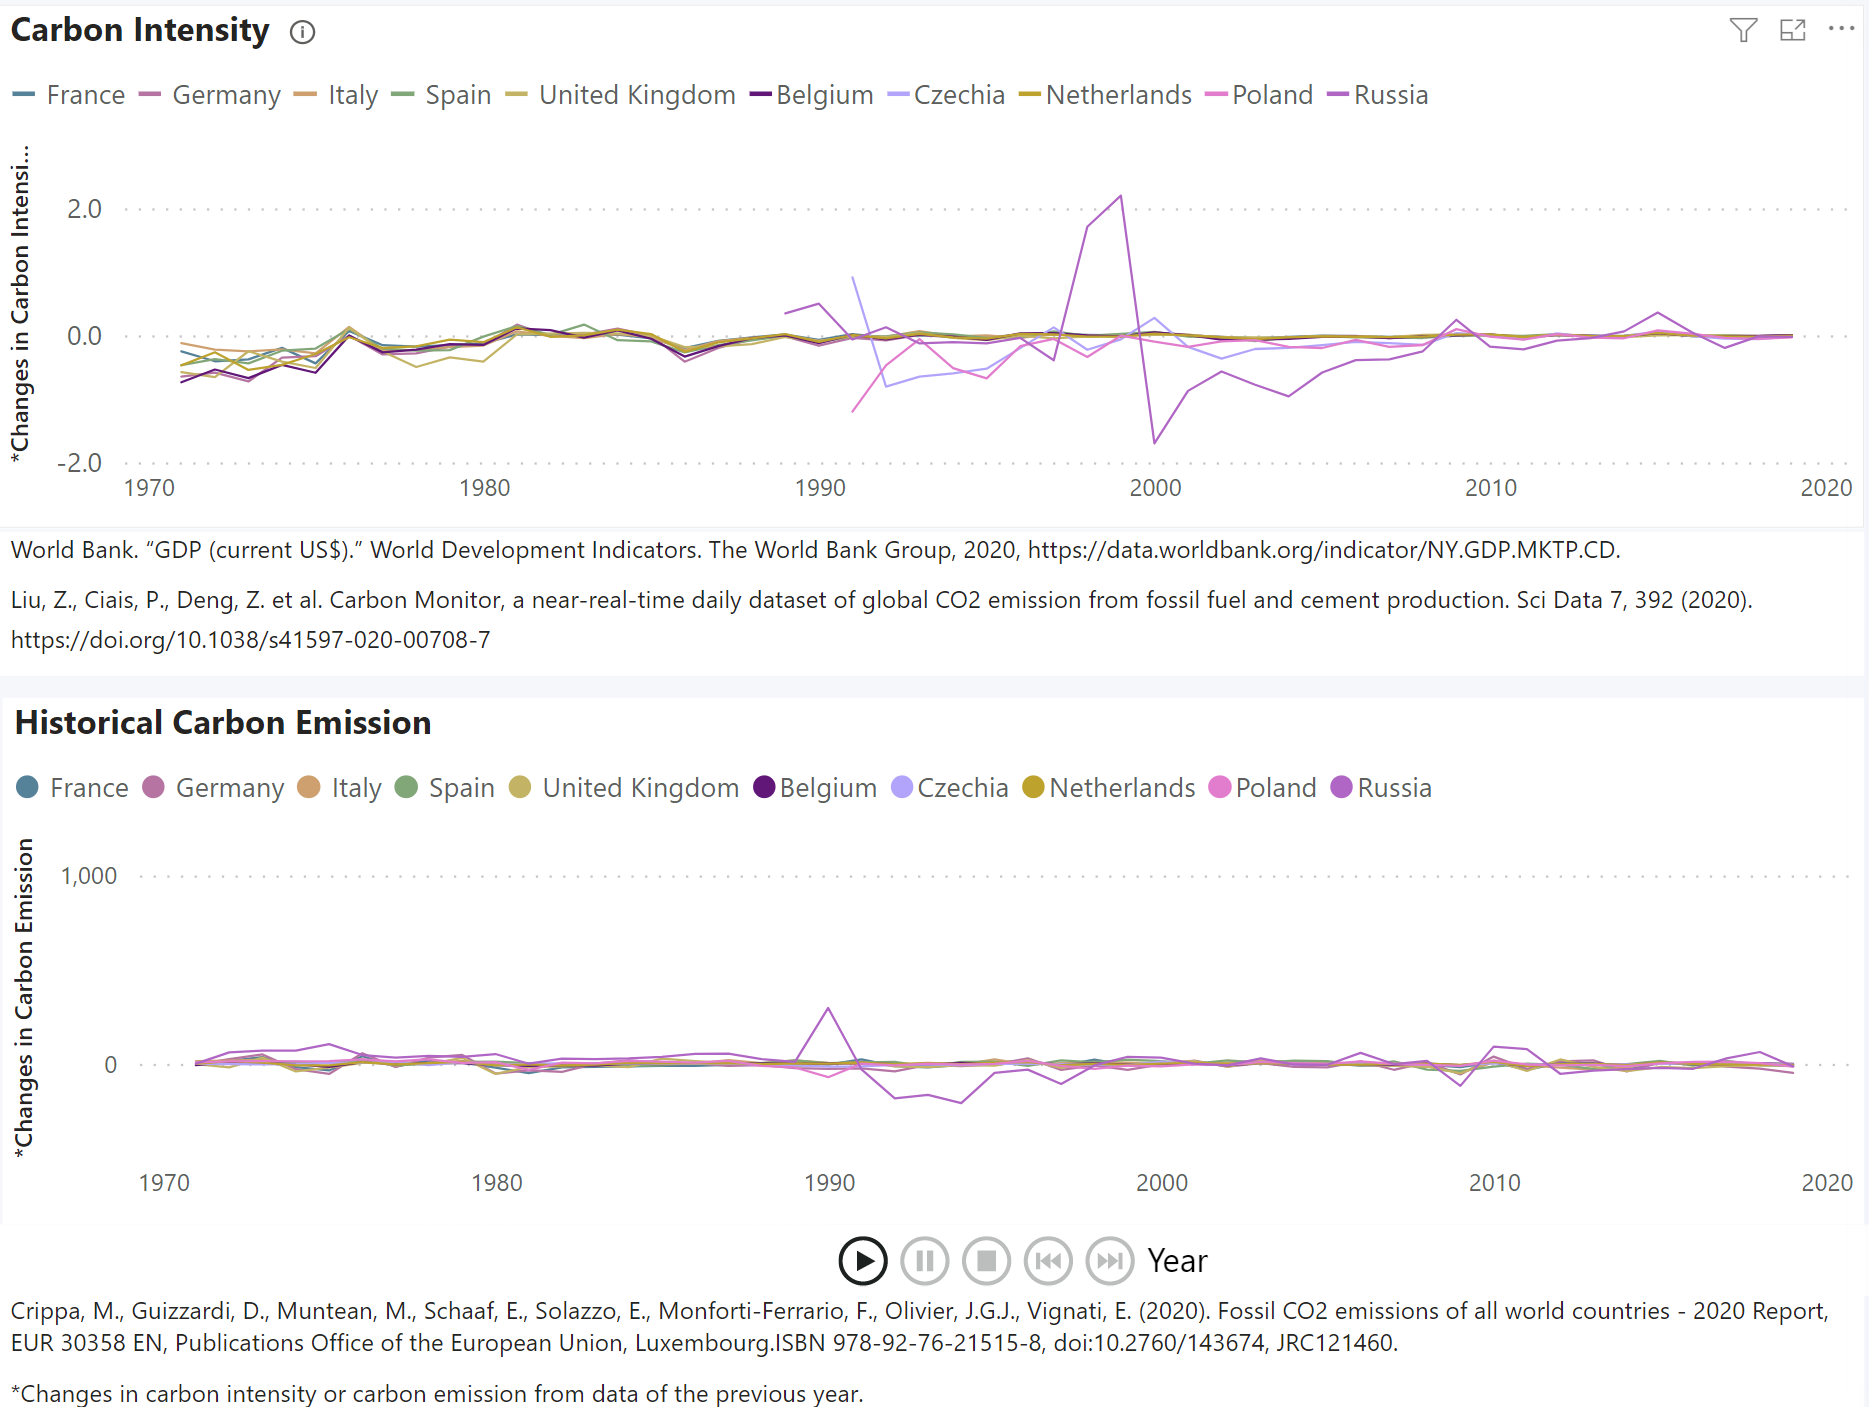 Carbon Intensity
France Germany Italy Spain United Kingdom Belgium Czechia Netherlands Poland Russia
*Changes in Carbon Intensi...
2.0
0.0
-2.0
1970 1980 1990 2000 2010 2020
World Bank. “GDP (current US$).” World Development Indicators. The World Bank Group, 2020, https://data.worldbank.org/indicator/NY.GDP.MKTP.CD.
Liu, Z., Ciais, P., Deng, Z. et al. Carbon Monitor, a near-real-time daily dataset of global CO2 emission from fossil fuel and cement production. Sci Data 7, 392 (2020).
https://doi.org/10.1038/s41597-020-00708-7
Historical Carbon Emission
France Germany Italy Spain United Kingdom Belgium Czechia Netherlands Poland Russia
*Changes in Carbon Emission
1,000
0
1970 1980 1990 2000 2010 2020
Year
Crippa, M., Guizzardi, D., Muntean, M., Schaaf, E., Solazzo, E., Monforti-Ferrario, F., Olivier, J.G.J., Vignati, E. (2020). Fossil CO2 emissions of all world countries - 2020 Report,
EUR 30358 EN, Publications Office of the European Union, Luxembourg.ISBN 978-92-76-21515-8, doi:10.2760/143674, JRC121460.
*Changes in carbon intensity or carbon emission from data of the previous year.